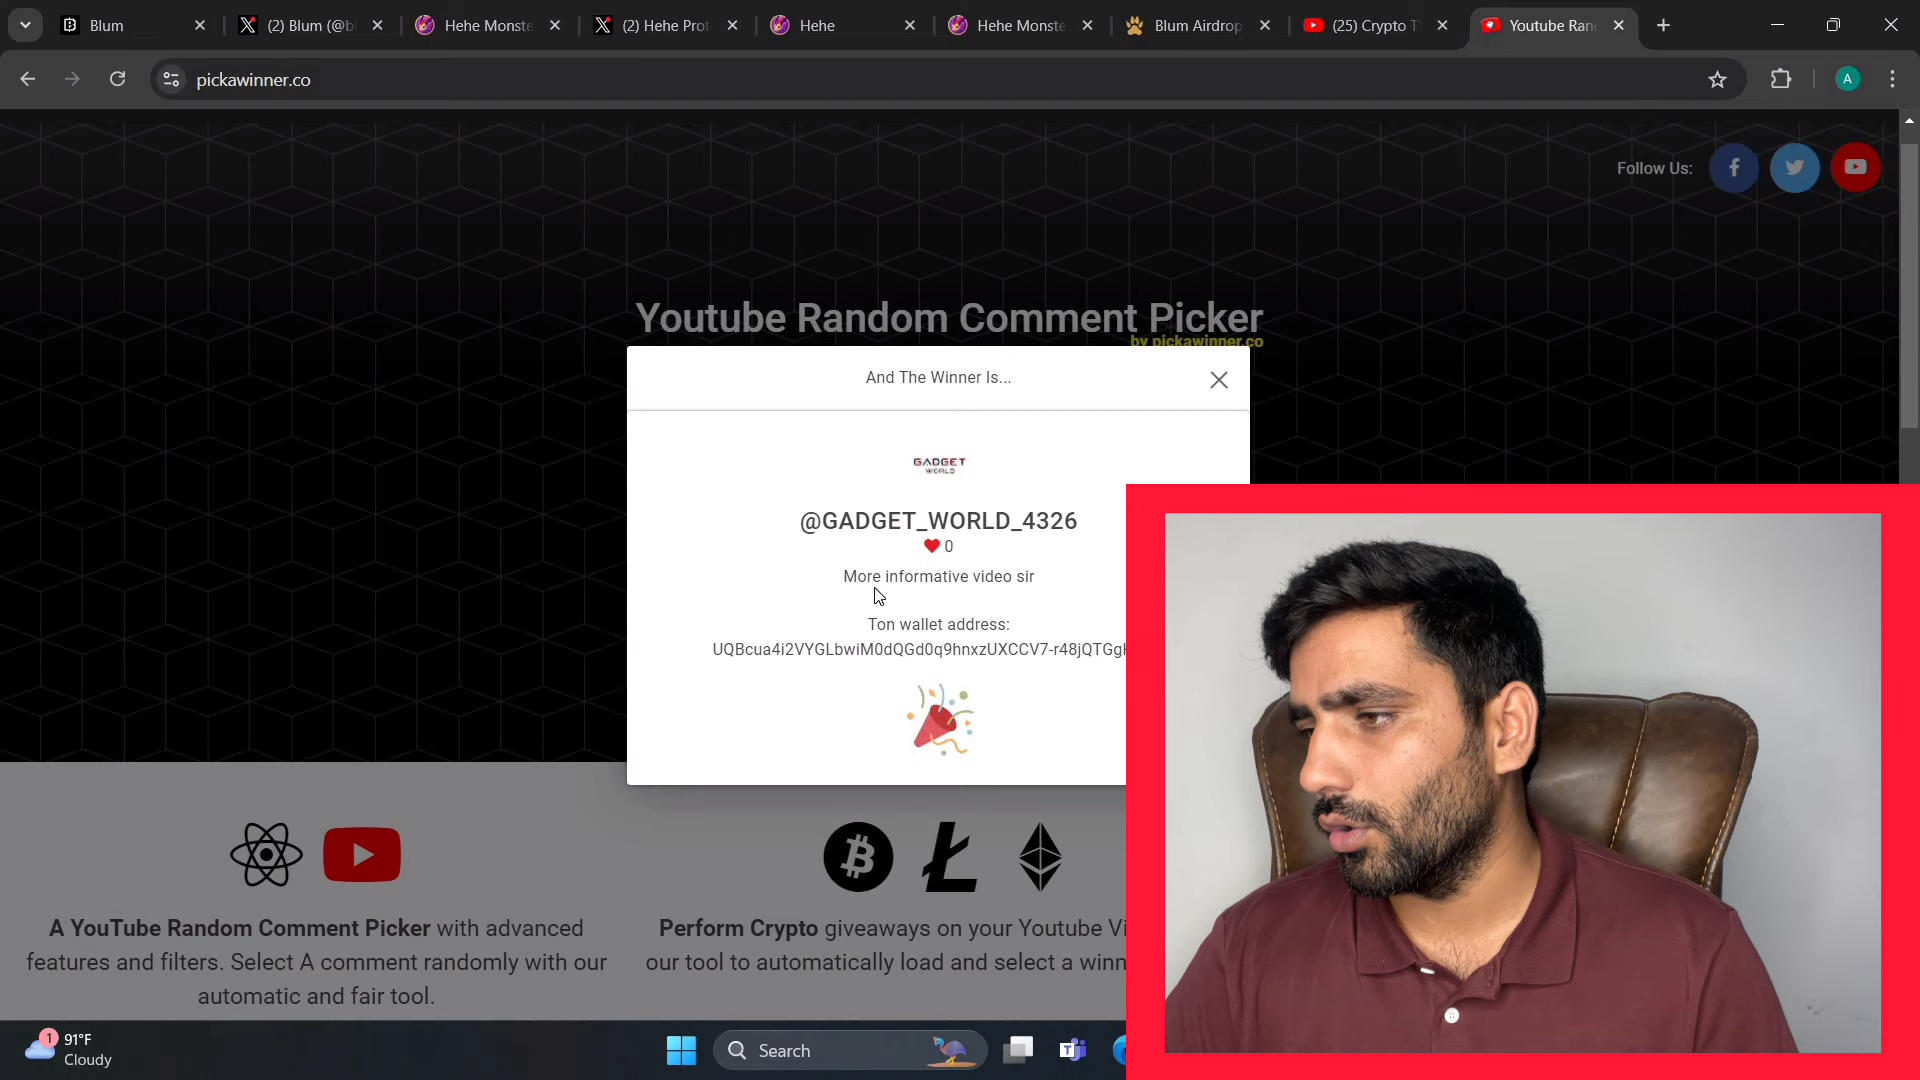 Blum
(2) Blum (@b
Hehe Monste
(2) Hehe Pro
Hehe
Hehe Monste
Blum Airdrop
(25) Crypto T
Youtube Ran
pickawinner.co
A
Follow Us:
Youtube Random Comment Picker
by pickawinner.co
And The Winner Is...
GADGET
WORLD
@GADGET_WORLD_4326
0
More informative video sir
Ton wallet address:
UQBcua4i2VYGLbwiM0dQGd0q9hnxzUXCCV7-r48jQTGg
A YouTube Random Comment Picker with advanced
features and filters. Select A comment randomly with our
automatic and fair tool.
Perform Crypto giveaways on your Youtube Vi
our tool to automatically load and select a winn
1
91°F
Cloudy
Search